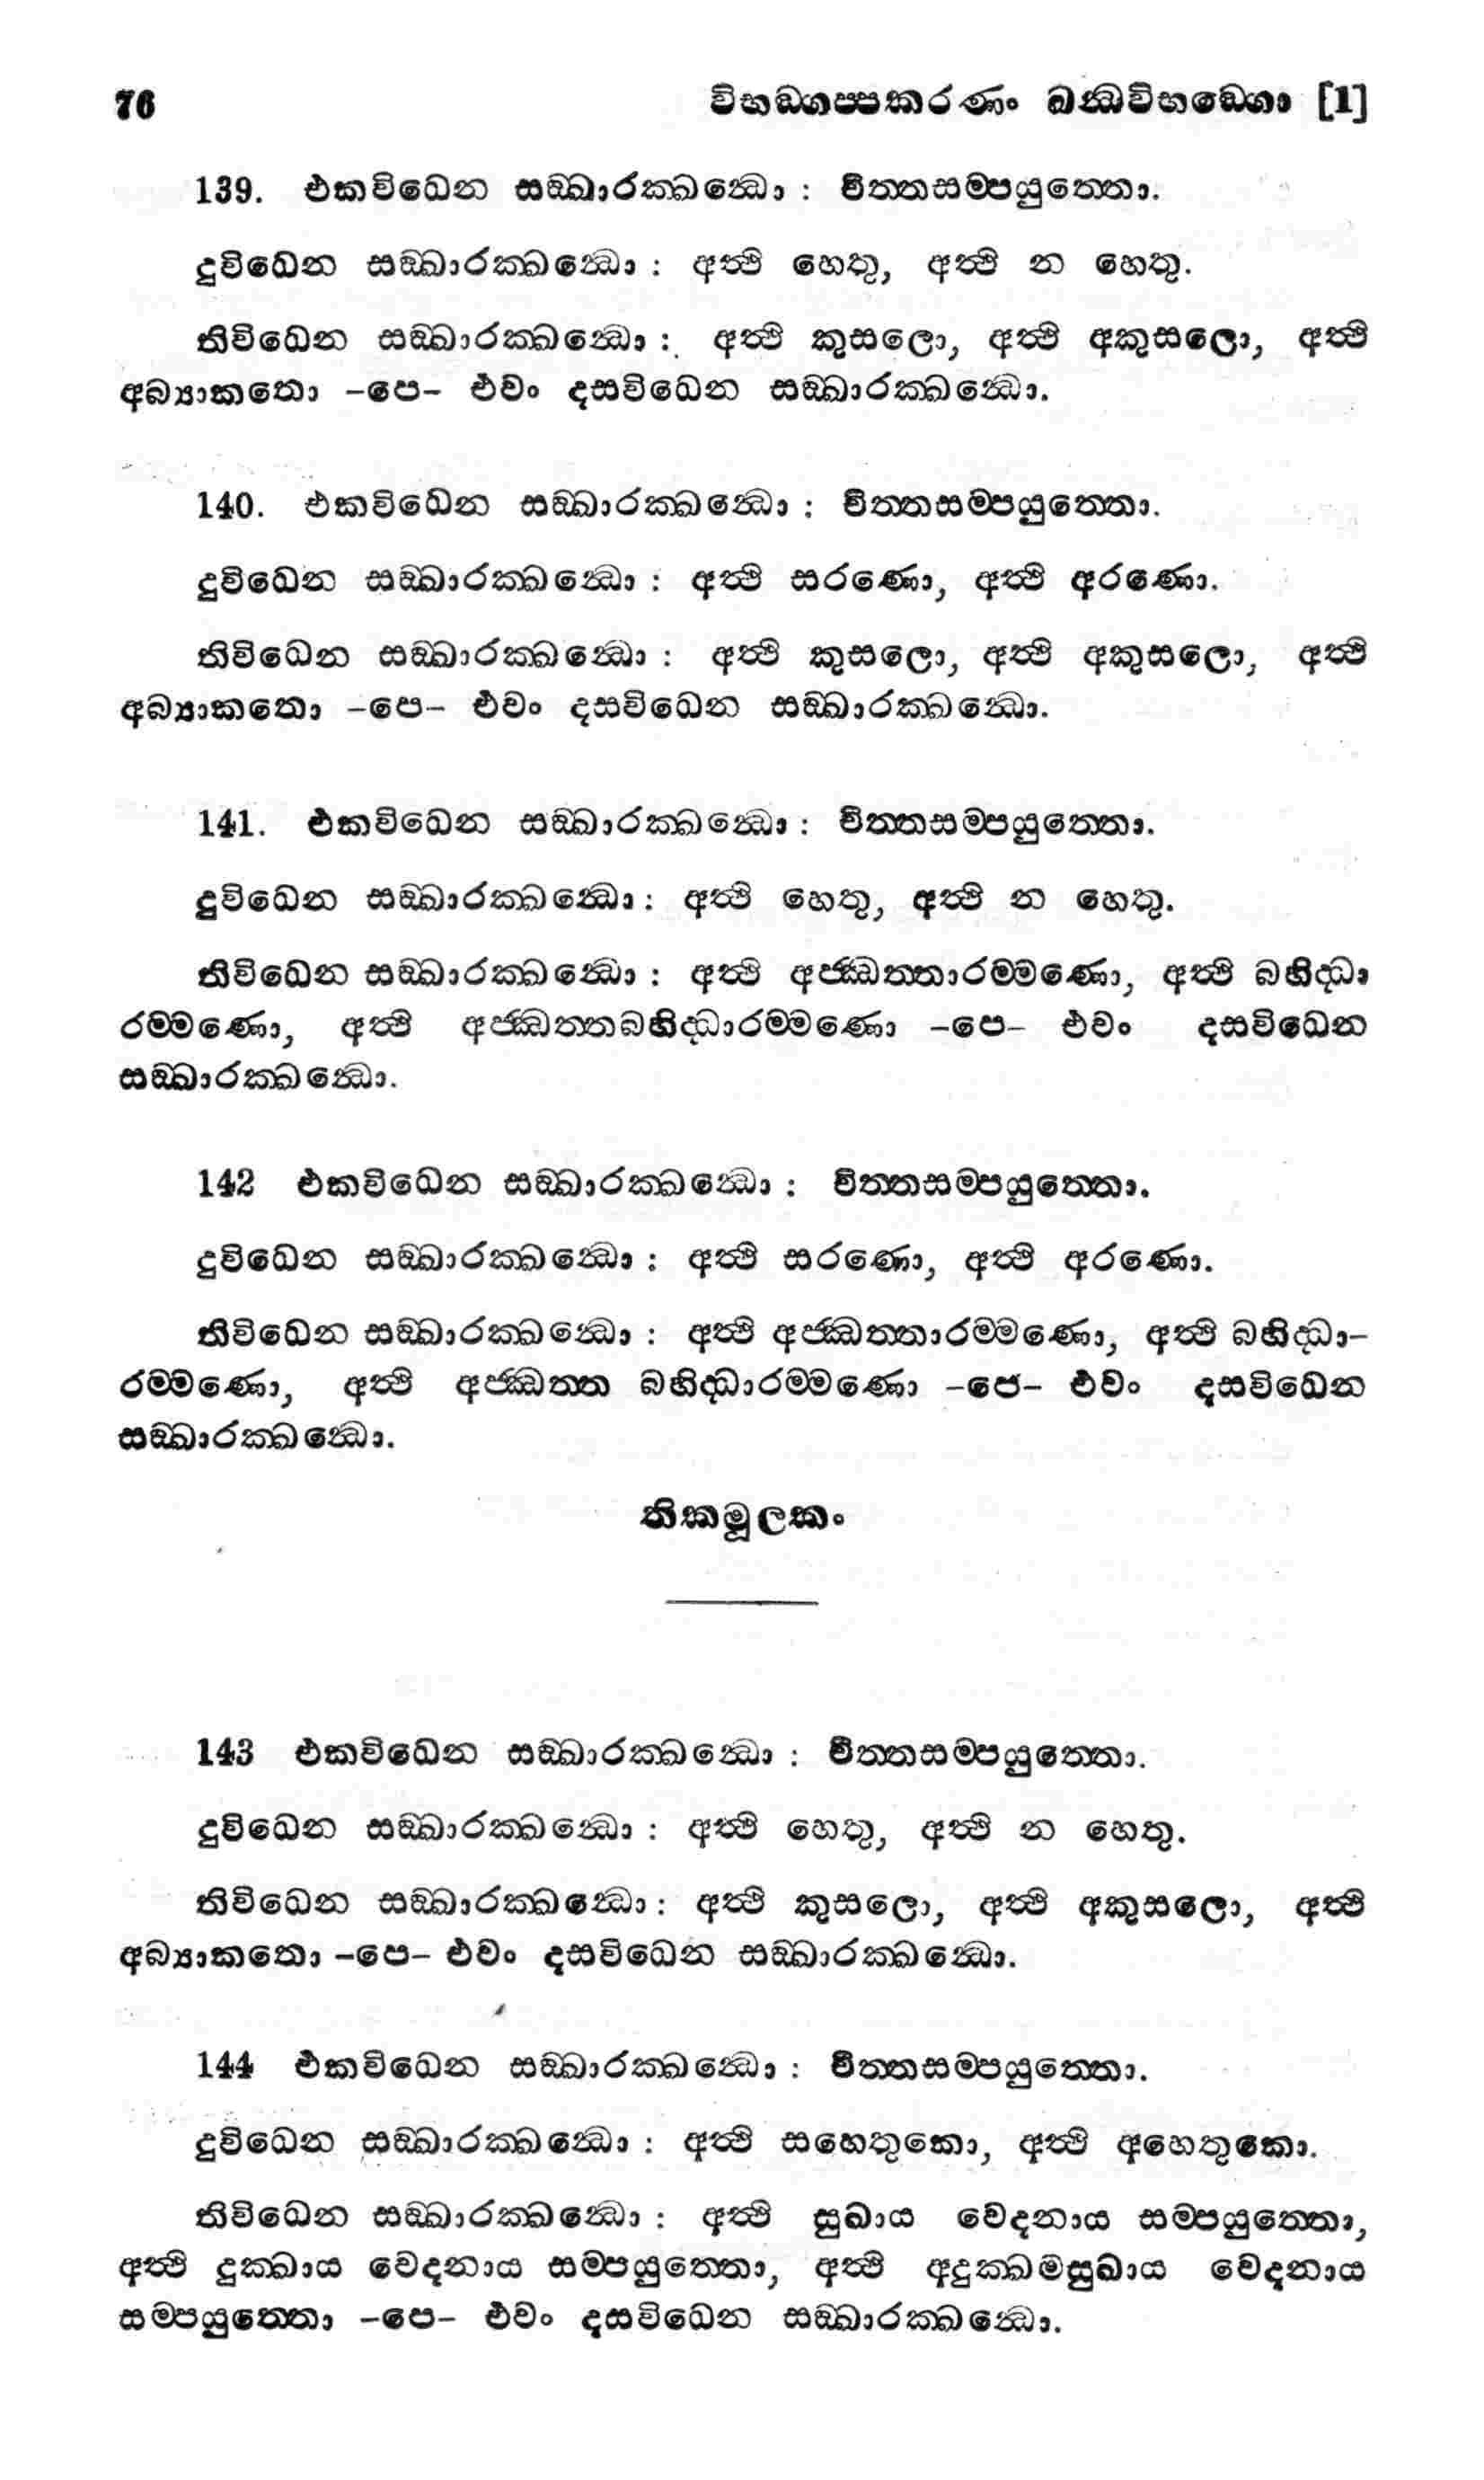 76 විභඞ්ගප්පකරණං ඛන්ධවිභඞ්ගො [1]
139. එකවිධෙන සඞ්ඛාරක්ඛන්ධො : චිත්තසම්පයුත්තො.
දුවිධෙන සඞ්ඛාරක්ඛන්ධො : අත්ථි හෙතු, අත්ථි න හෙතු.
තිවිධෙන සඞ්ඛාරක්ඛන්ධො : අත්ථි කුසලො, අත්ථි අකුසලො, අත්ථි
අබ්‍යාකතො -පෙ- එවං දසවිධෙන සඞ්ඛාරක්ඛන්ධො.
140. එකවිධෙන සඞ්ඛාරක්ඛන්ධො : චිත්තසම්පයුත්තො.
දුවිධෙන සඞ්ඛාරක්ඛන්ධො : අත්ථි සරණො, අත්ථි අරණො.
තිවිධෙන සඞ්ඛාරක්ඛන්ධො : අත්ථි කුසලො, අත්ථි අකුසලො, අත්ථි
අබ්‍යාකතො -පෙ- එවං දසවිධෙන සඞ්ඛාරක්ඛන්ධො.
141. එකවිධෙන සඞ්ඛාරක්ඛන්ධො : චිත්තසම්පයුත්තො.
දුවිධෙන සඞ්ඛාරක්ඛන්ධො : අත්ථි හෙතු, අත්ථි න හෙතු.
තිවිධෙන සඞ්ඛාරක්ඛන්ධො : අත්ථි අජ්ඣත්තාරම්මණො, අත්ථි බහිද්ධා
රම්මණො, අත්ථි අජ්ඣත්තබහිද්ධාරම්මණො -පෙ- එවං දසවිධෙන
සඞ්ඛාරක්ඛන්ධො.
142 එකවිධෙන සඞ්ඛාරක්ඛන්ධො : චිත්තසම්පයුත්තො.
දුවිධෙන සඞ්ඛාරක්ඛන්ධො : අත්ථි සරණො, අත්ථි අරණො.
තිවිධෙන සඞ්ඛාරක්ඛන්ධො : අත්ථි අජ්ඣත්තාරම්මණො, අත්ථි බහිද්ධා-
රම්මණො, අත්ථි අජ්ඣත්ත බහිද්ධාරම්මණො -පෙ- එවං දසවිධෙන
සඞ්ඛාරක්ඛන්ධො.
තිකමූලකං
143 එකවිධෙන සඞ්ඛාරක්ඛන්ධො : චිත්තසම්පයුත්තො.
දුවිධෙන සඞ්ඛාරක්ඛන්ධො : අත්ථි හෙතු, අත්ථි න හෙතු.
තිවිධෙන සඞ්ඛාරක්ඛන්ධො : අත්ථි කුසලො, අත්ථි අකුසලො, අත්ථි
අබ්‍යාකතො -පෙ- එවං දසවිධෙන සඞ්ඛාරක්ඛන්ධො.
144 එකවිධෙන සඞ්ඛාරක්ඛන්ධො : චිත්තසම්පයුත්තො.
දුවිධෙන සඞ්ඛාරක්ඛන්ධො : අත්ථි සහෙතුකො, අත්ථි අහෙතුකො.
තිවිධෙන සඞ්ඛාරක්ඛන්ධො : අත්ථි සුඛාය වෙදනාය සම්පයුත්තො,
අත්ථි දුක්ඛාය වෙදනාය සම්පයුත්තො, අත්ථි අදුක්ඛමසුඛාය වෙදනාය
සම්පයුත්තො -පෙ- එවං දසවිධෙන සඞ්ඛාරක්ඛන්ධො.